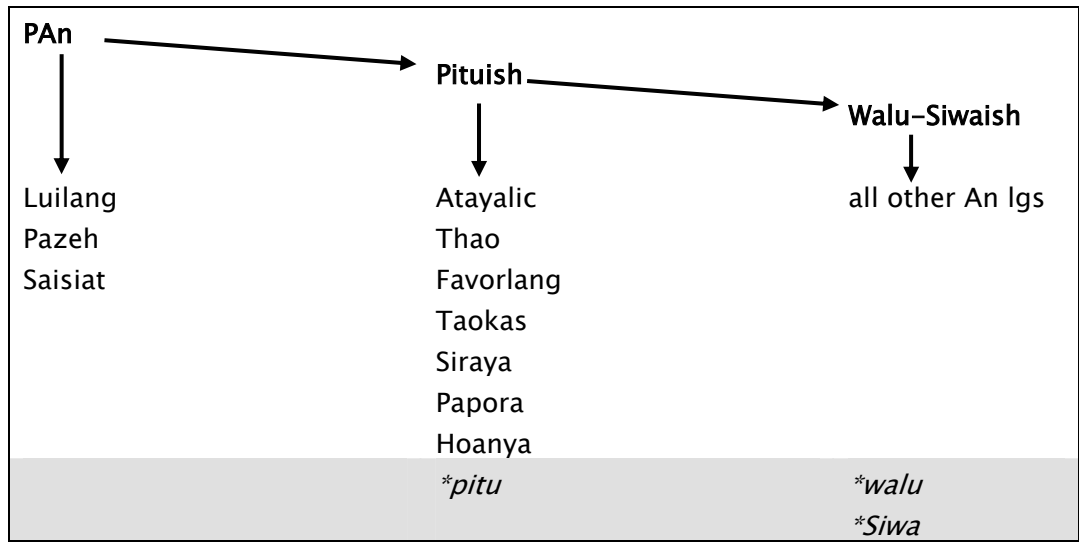 PAn
Pituish
Walu-Siwaish
Luilang Atayalic all other An lgs
Pazeh Thao
Saisiat Favorlang
Taokas
Siraya
Papora
Hoanya
*pitu *walu
*Siwa